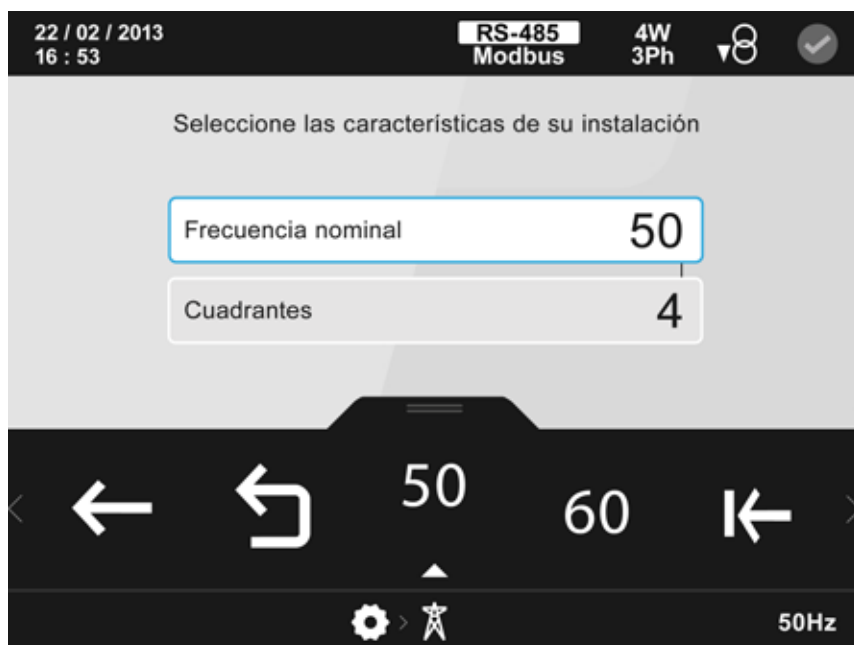 22 / 02 / 2013
16 : 53
RS-485
Modbus
4W
3Ph
Seleccione las características de su instalación
Frecuencia nominal 50
Cuadrantes 4
50
60
50Hz